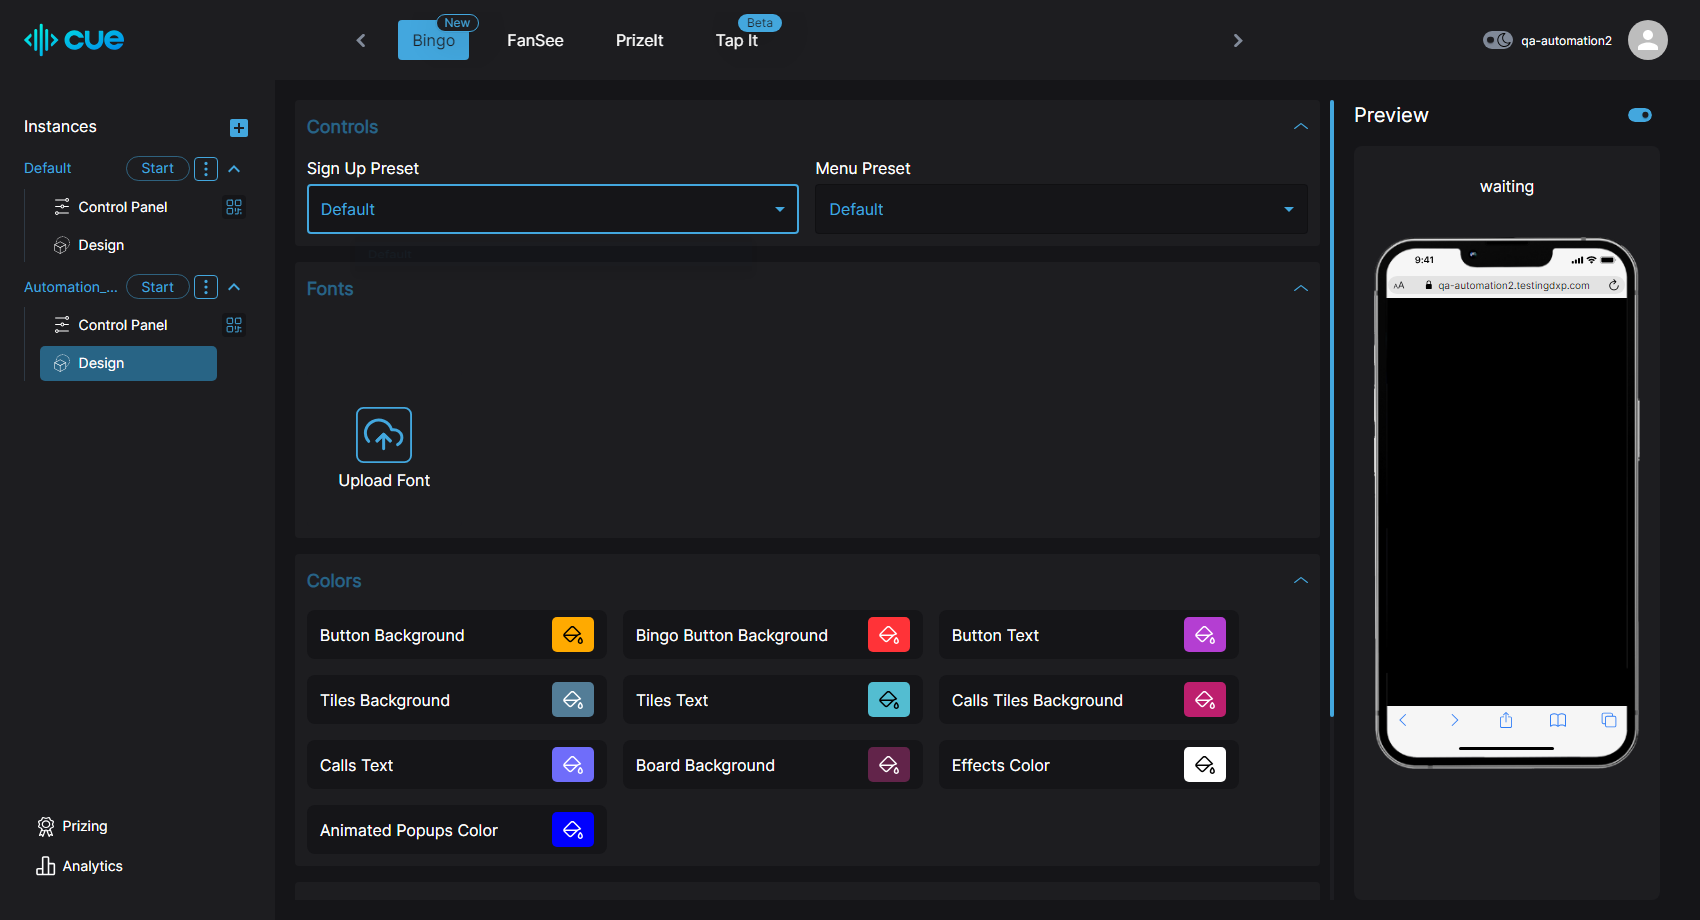 cue
New
Bingo
FanSee
PrizeIt
Beta
Tap It
qa-automation2
Instances
Default
Start
Control Panel
Design
Automation_...
Start
Control Panel
Design
Prizing
Analytics
Controls
Sign Up Preset
Menu Preset
Default
Default
Default
Fonts
Upload Font
Colors
Button Background
Bingo Button Background
Button Text
Tiles Background
Tiles Text
Calls Tiles Background
Calls Text
Board Background
Effects Color
Animated Popups Color
Preview
waiting
9:41
AA
qa-automation2.testingdxp.com